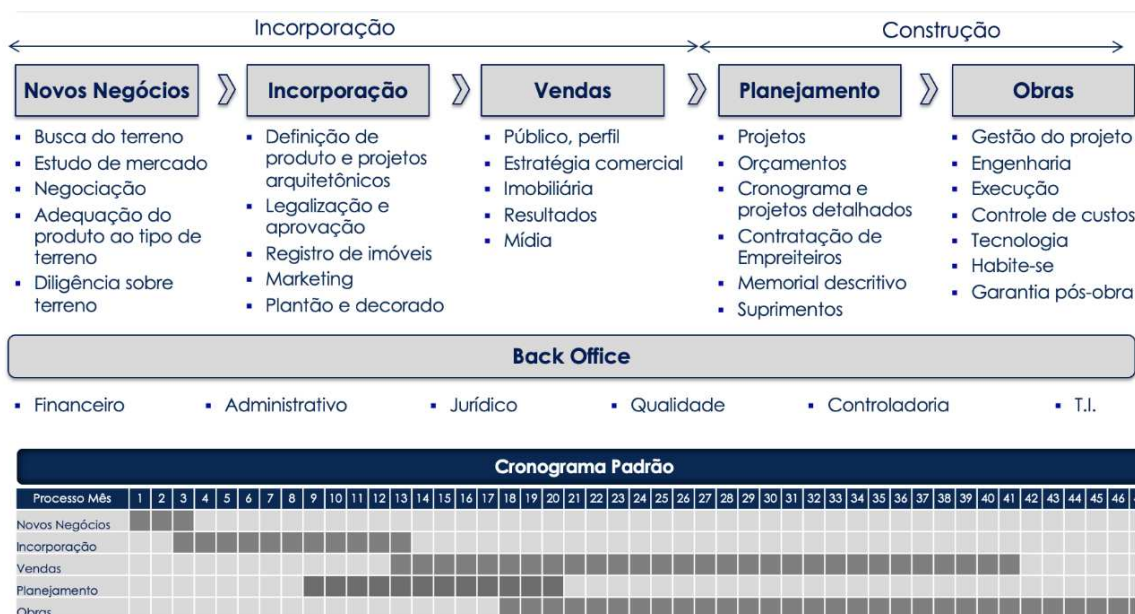 Incorporação
Construção
Novos Negócios
Incorporação
Vendas
Planejamento
Obras
▪ Busca do terreno
▪ Estudo de mercado
▪ Negociação
▪ Adequação do
produto ao tipo de
terreno
▪ Diligência sobre
terreno
▪ Definição de
produto e projetos
arquitetônicos
▪ Legalização e
aprovação
▪ Registro de imóveis
▪ Marketing
▪ Plantão e decorado
▪ Público, perfil
▪ Estratégia comercial
▪ Imobiliária
▪ Resultados
▪ Mídia
▪ Projetos
▪ Orçamentos
▪ Cronograma e
projetos detalhados
▪ Contratação de
Empreiteiros
▪ Memorial descritivo
▪ Suprimentos
▪ Gestão do projeto
▪ Engenharia
▪ Execução
▪ Controle de custos
▪ Tecnologia
▪ Habite-se
▪ Garantia pós-obra
Back Office
▪ Financeiro ▪ Administrativo ▪ Jurídico ▪ Qualidade ▪ Controladoria ▪ T.I.
Cronograma Padrão
Processo Mês 1 2 3 4 5 6 7 8 9 10 11 12 13 14 15 16 17 18 19 20 21 22 23 24 25 26 27 28 29 30 31 32 33 34 35 36 37 38 39 40 41 42 43 44 45 46
Novos Negócios
Incorporação
Vendas
Planejamento
Obras